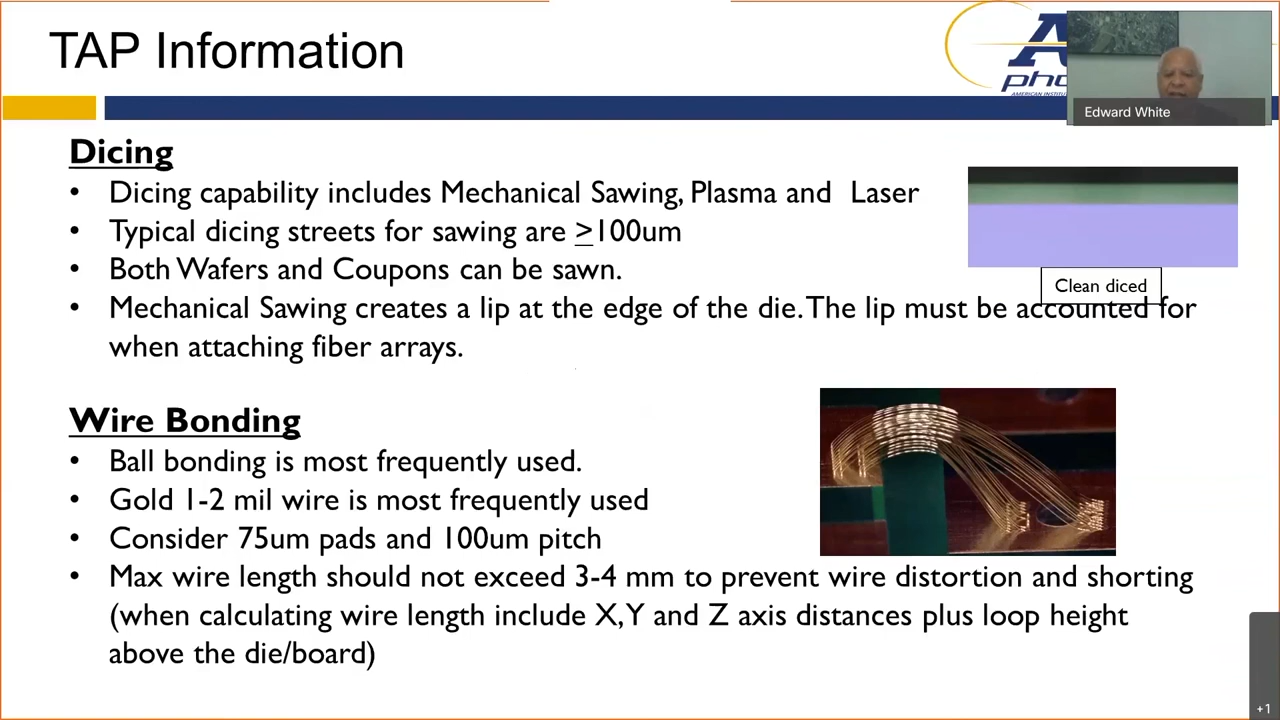 TAP Information
Edward White
Dicing
• Dicing capability includes Mechanical Sawing, Plasma and Laser
• Typical dicing streets for sawing are ≥100um
• Both Wafers and Coupons can be sawn.
• Mechanical Sawing creates a lip at the edge of the die. The lip must be accounted for
when attaching fiber arrays.
Clean diced
Wire Bonding
• Ball bonding is most frequently used.
• Gold 1-2 mil wire is most frequently used
• Consider 75um pads and 100um pitch
• Max wire length should not exceed 3-4 mm to prevent wire distortion and shorting
(when calculating wire length include X,Y and Z axis distances plus loop height
above the die/board)
+1